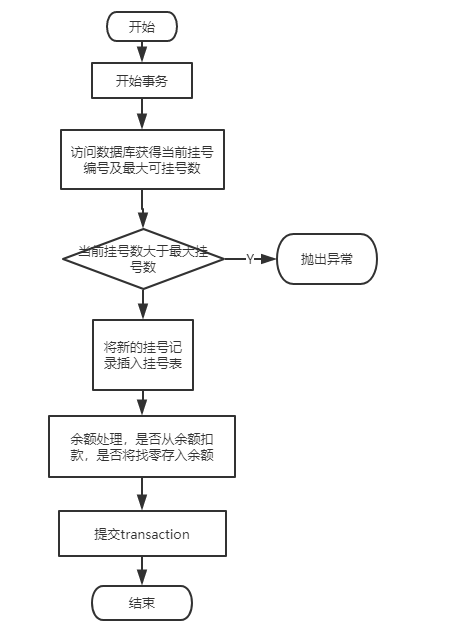 开始
开始事务
访问数据库获得当前挂号
编号及最大可挂号数
当前挂号数大于最大挂
号数
Y
抛出异常
将新的挂号记
录插入挂号表
余额处理，是否从余额扣
款，是否将找零存入余额
提交transaction
结束